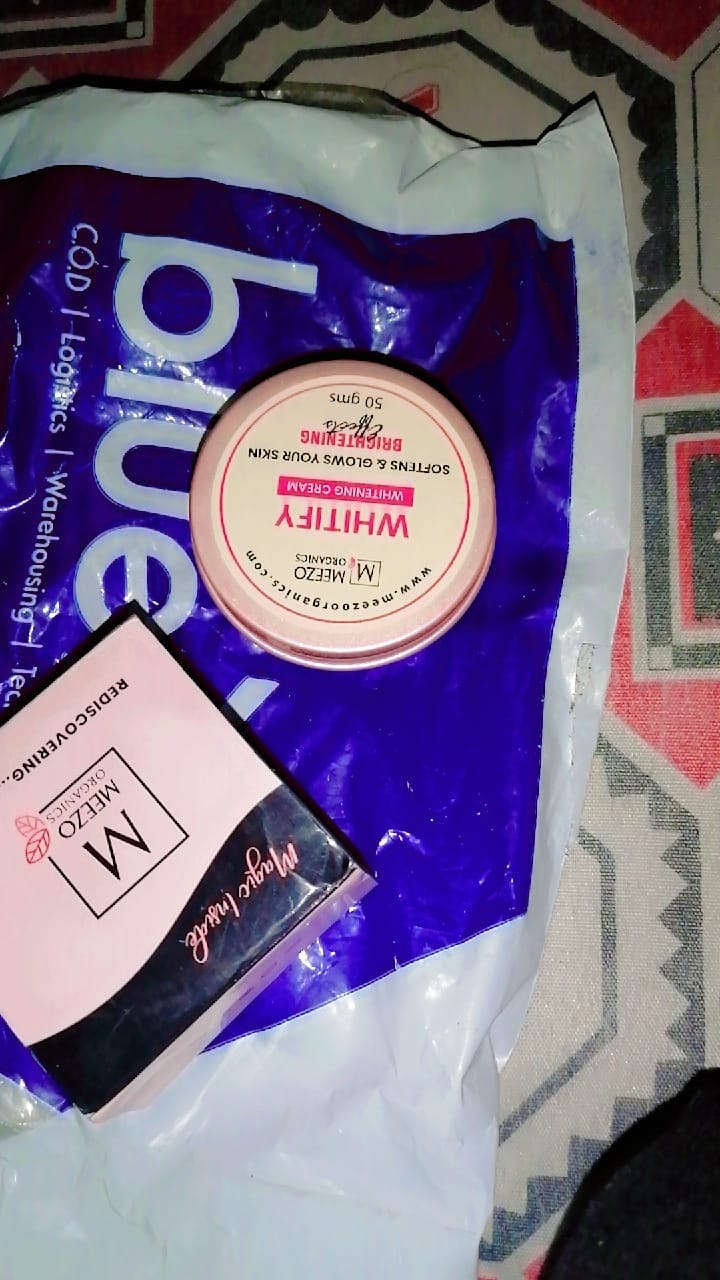 blue
C.O.D | Logistics | Warehousing | Tec.
www.meezoorganics.com
M MEEZO
ORGANICS
WHITIFY
WHITENING CREAM
SOFTENS & GLOWS YOUR SKIN
BRIGHTENING
Effects
50 gms
REDISCOVERING...
M
MEEZO
ORGANICS
Magic Inside